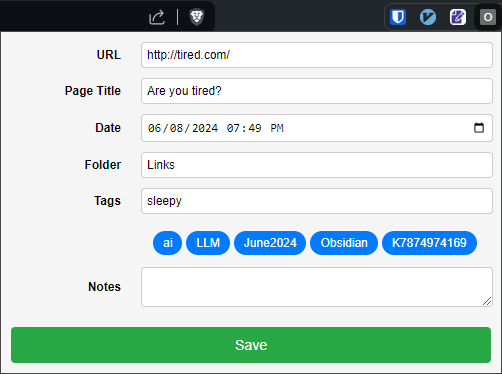 O
URL http://tired.com/
Page Title Are you tired?
Date 06/08/2024 07:49 PM
Folder Links
Tags sleepy
ai LLM June2024 Obsidian K7874974169
Notes
Save